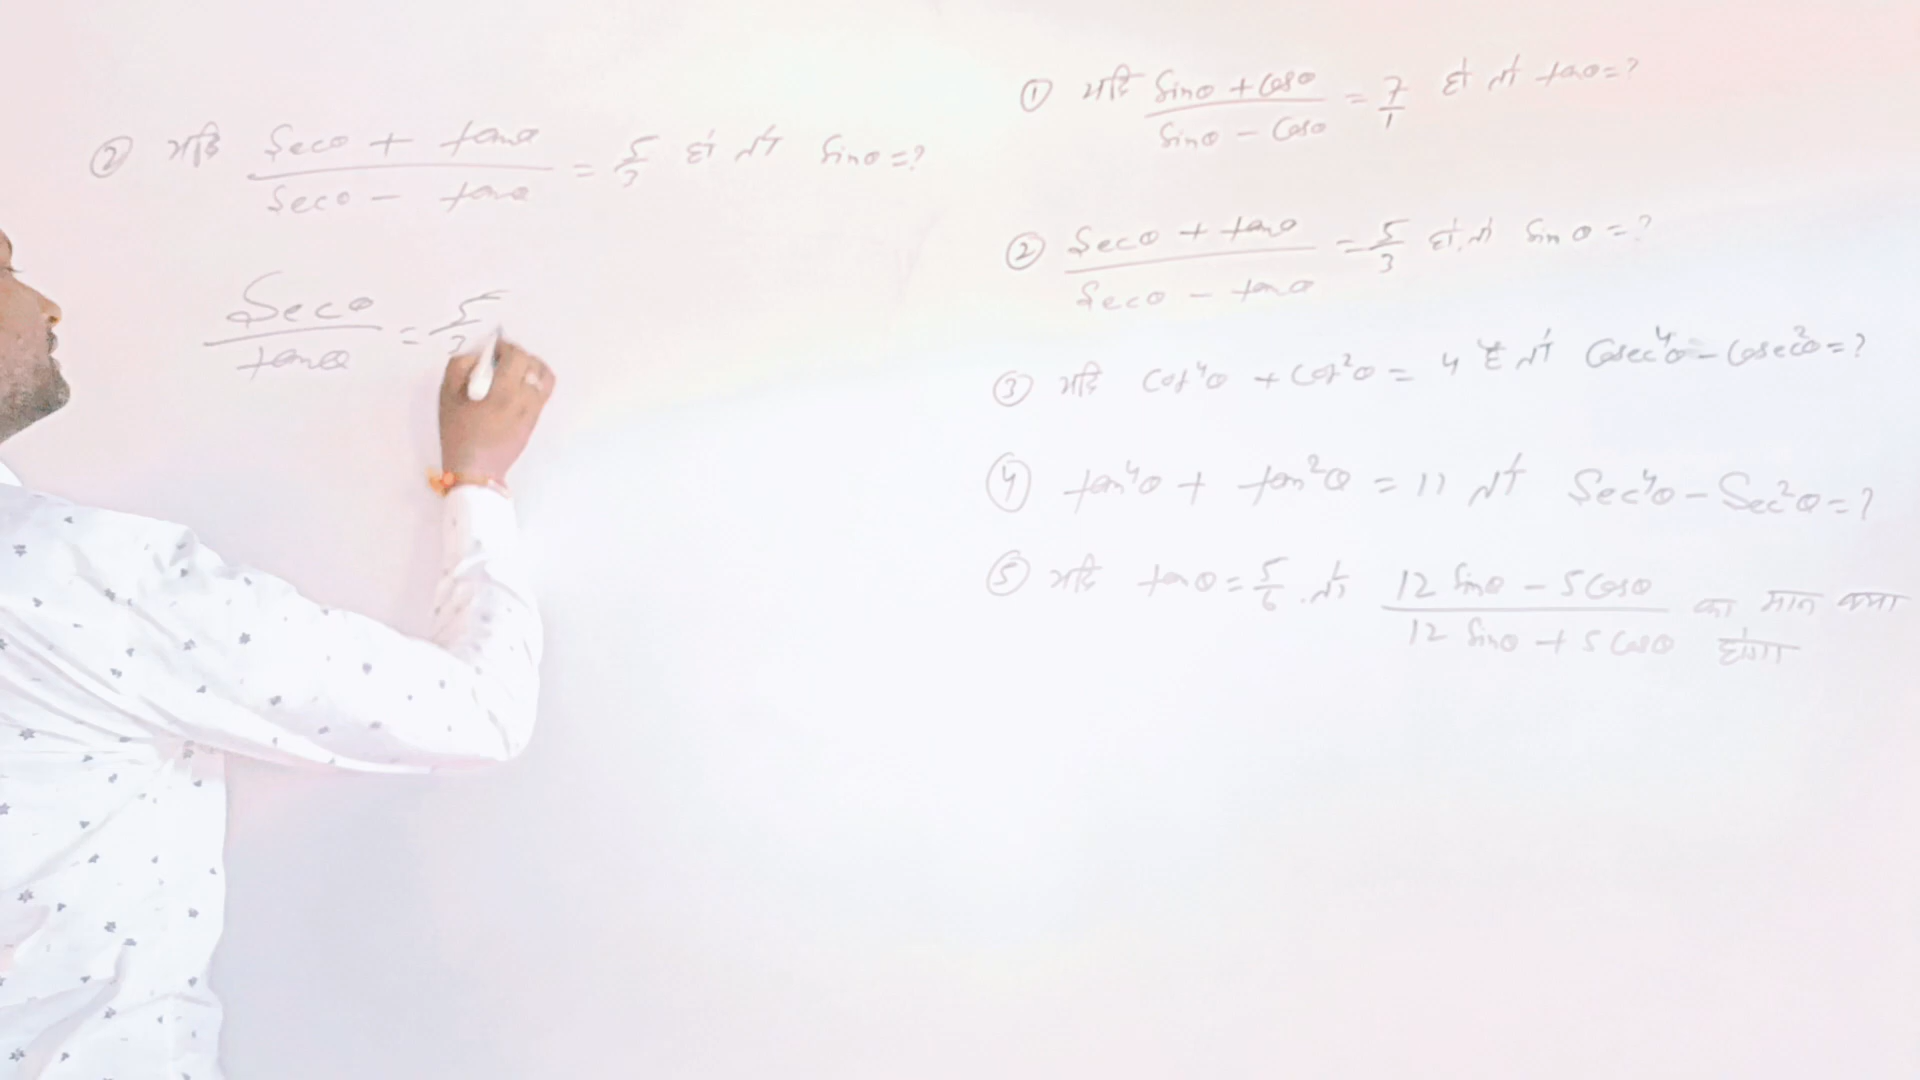 ② यदि Secθ + tanθ / Secθ − tanθ = 5/3 हो तो Sinθ = ?
Secθ / tanθ = 5/3
① यदि Sinθ + Cosθ / Sinθ − Cosθ = 7/1 हो तो tanθ = ?
② Secθ + tanθ / Secθ − tanθ = 5/3 हो तो Sinθ = ?
③ यदि Cot⁴θ + Cot²θ = 4 है तो Cosec⁴θ − Cosec²θ = ?
④ tan⁴θ + tan²θ = 11 तो Sec⁴θ − Sec²θ = ?
⑤ यदि tanθ = 5/6 तो 12 Sinθ − 5 Cosθ / 12 Sinθ + 5 Cosθ का मान क्या
होगा